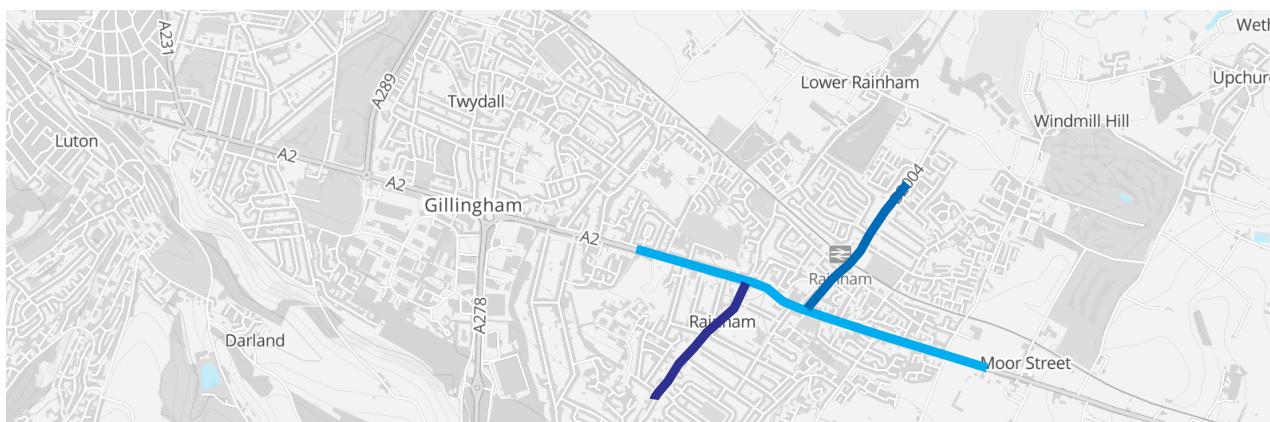 A231
Weth
A289
Twydall
Lower Rainham
Upchurc
Luton
Windmill Hill
A2
A2
Gillingham
A2
Rainham
A278
Rainham
Darland
Moor Street